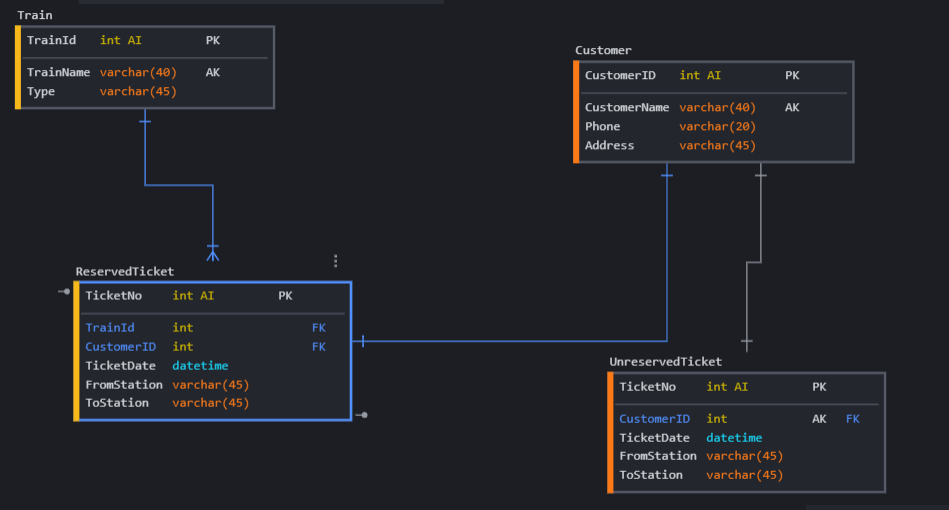 Train
TrainId int AI PK
TrainName varchar(40) AK
Type varchar(45)
Customer
CustomerID int AI PK
CustomerName varchar(40) AK
Phone varchar(20)
Address varchar(45)
ReservedTicket
TicketNo int AI PK
TrainId int FK
CustomerID int FK
TicketDate datetime
FromStation varchar(45)
ToStation varchar(45)
UnreservedTicket
TicketNo int AI PK
CustomerID int AK FK
TicketDate datetime
FromStation varchar(45)
ToStation varchar(45)